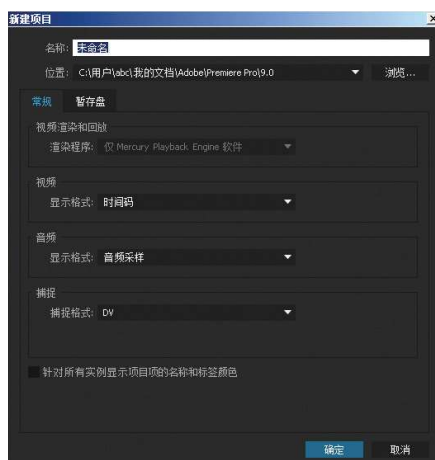 新建项目
名称: 未命名
位置: C:\用户\abc\我的文档\Adobe\Premiere Pro\9.0 浏览...
常规 暂存盘
视频渲染和回放
渲染程序: 仅 Mercury Playback Engine 软件
视频
显示格式: 时间码
音频
显示格式: 音频采样
捕捉
捕捉格式: DV
针对所有实例显示项目项的名称和标签颜色
确定 取消